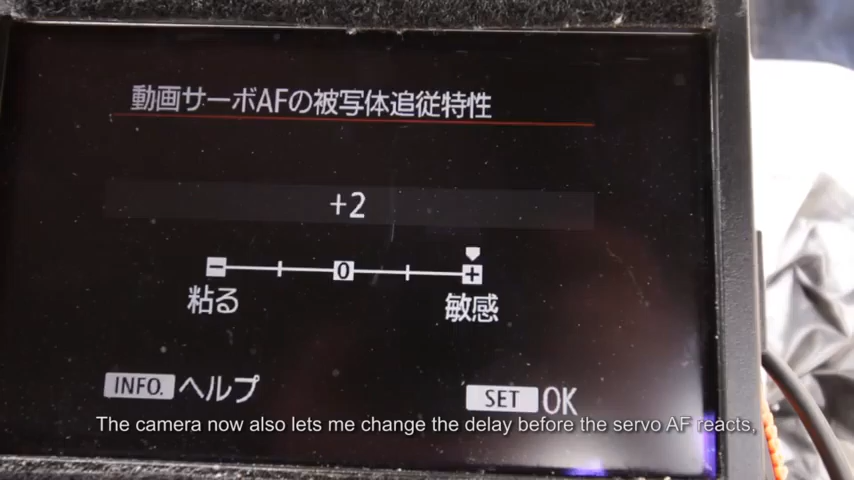 動画サーボAFの被写体追従特性
+2
− 0 +
粘る 敏感
INFO. ヘルプ SET OK
The camera now also lets me change the delay before the servo AF reacts,